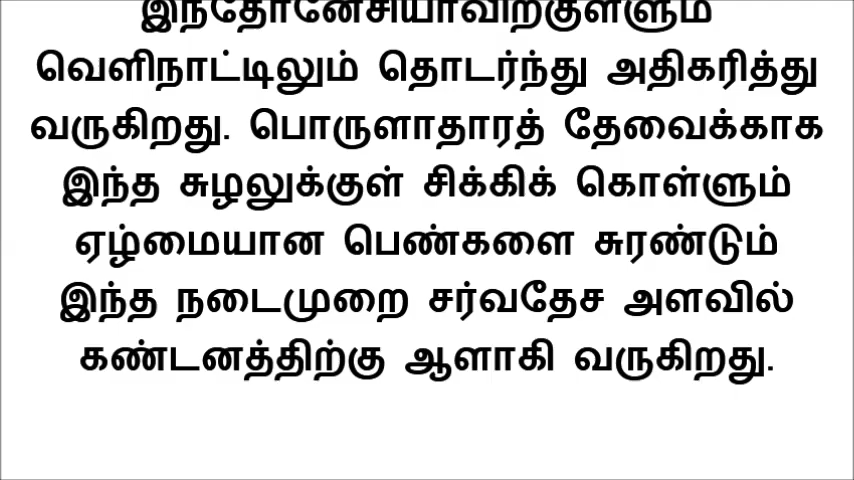 இந்தோனேசியாவிற்குள்ளும்
வெளிநாட்டிலும் தொடர்ந்து அதிகரித்து
வருகிறது. பொருளாதாரத் தேவைக்காக
இந்த சுழலுக்குள் சிக்கிக் கொள்ளும்
ஏழ்மையான பெண்களை சுரண்டும்
இந்த நடைமுறை சர்வதேச அளவில்
கண்டனத்திற்கு ஆளாகி வருகிறது.